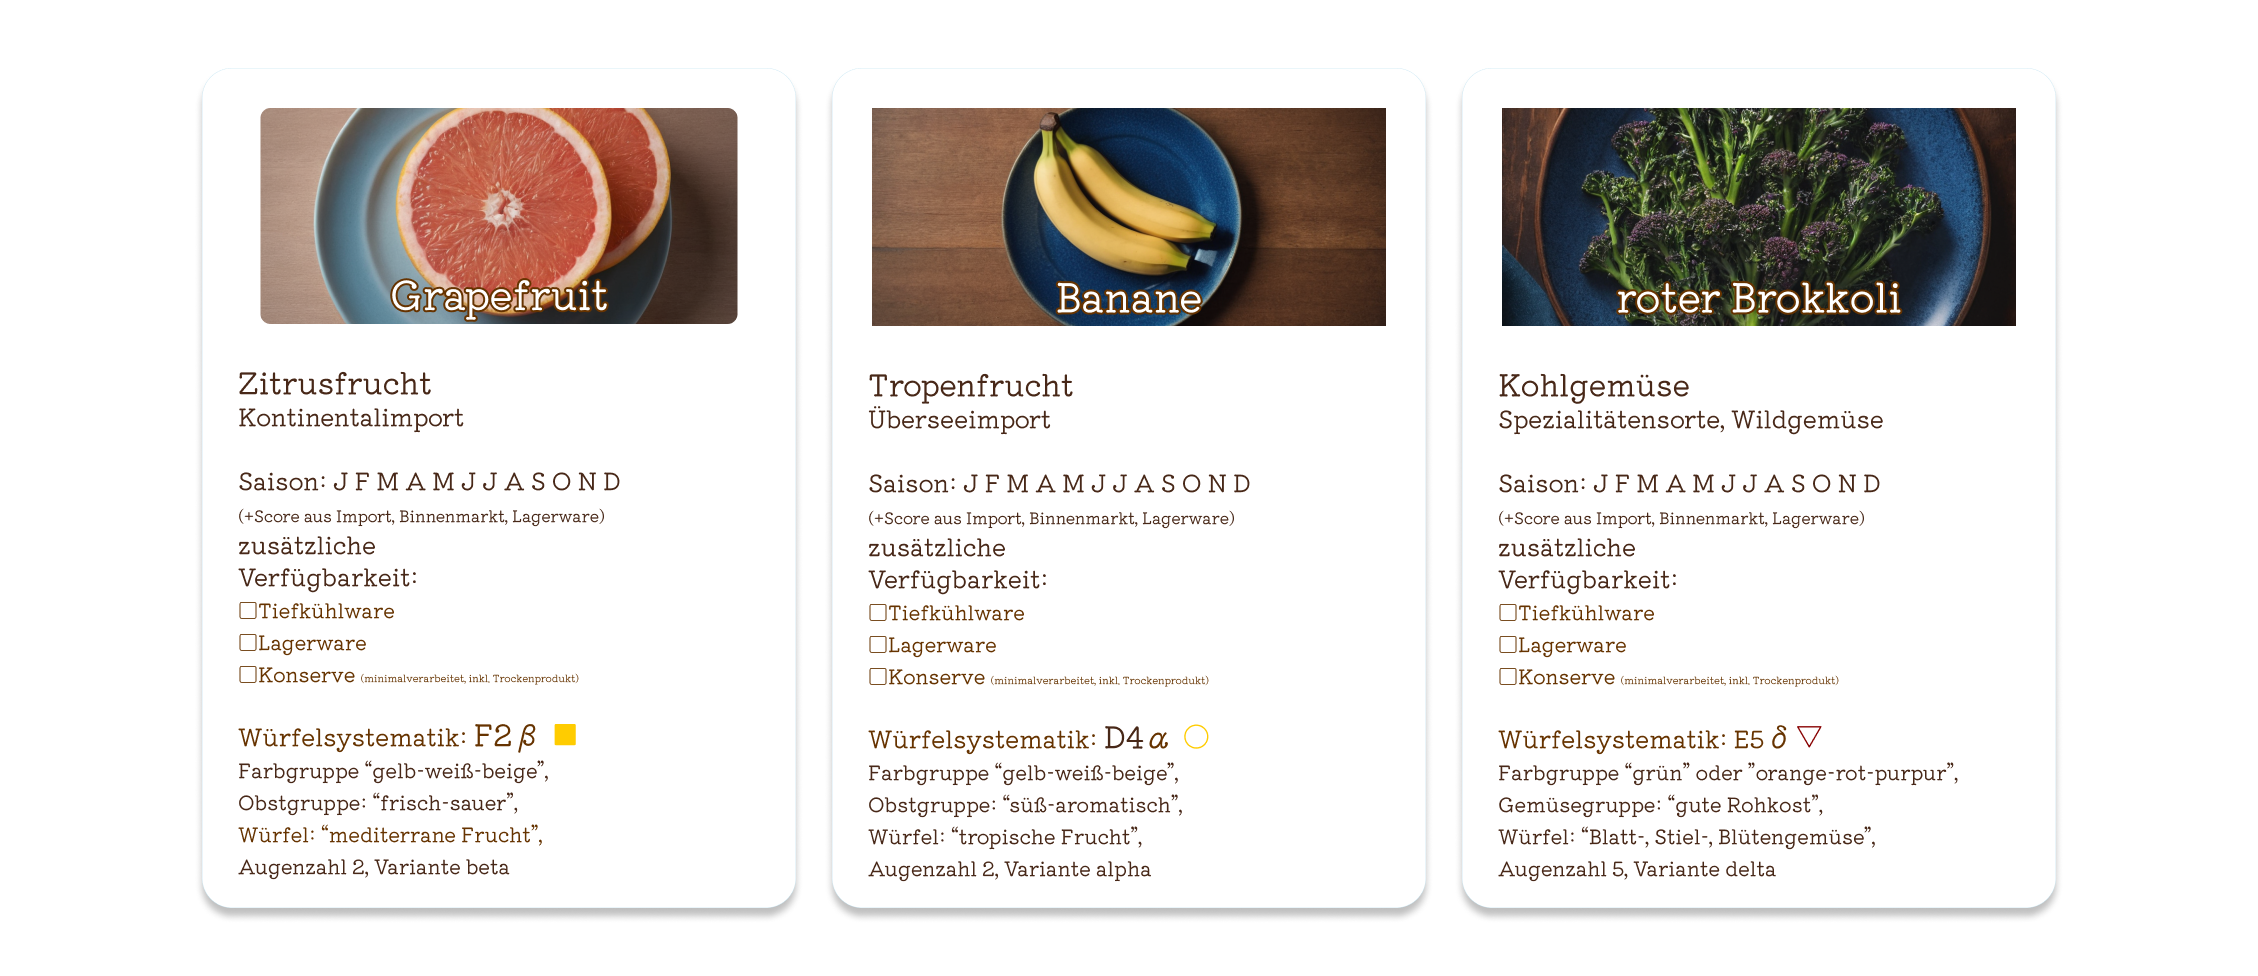 Grapefruit
Zitrusfrucht
Kontinentalimport
Saison: J F M A M J J A S O N D
(+Score aus Import, Binnenmarkt, Lagerware)
zusätzliche
Verfügbarkeit:
☐Tiefkühlware
☐Lagerware
☐Konserve (minimalverarbeitet, inkl. Trockenprodukt)
Würfelsystematik: F2 β
Farbgruppe “gelb-weiß-beige”,
Obstgruppe: “frisch-sauer”,
Würfel: “mediterrane Frucht”,
Augenzahl 2, Variante beta
Banane
Tropenfrucht
Überseeimport
Saison: J F M A M J J A S O N D
(+Score aus Import, Binnenmarkt, Lagerware)
zusätzliche
Verfügbarkeit:
☐Tiefkühlware
☐Lagerware
☐Konserve (minimalverarbeitet, inkl. Trockenprodukt)
Würfelsystematik: D4 α
Farbgruppe “gelb-weiß-beige”,
Obstgruppe: “süß-aromatisch”,
Würfel: “tropische Frucht”,
Augenzahl 2, Variante alpha
roter Brokkoli
Kohlgemüse
Spezialitätensorte, Wildgemüse
Saison: J F M A M J J A S O N D
(+Score aus Import, Binnenmarkt, Lagerware)
zusätzliche
Verfügbarkeit:
☐Tiefkühlware
☐Lagerware
☐Konserve (minimalverarbeitet, inkl. Trockenprodukt)
Würfelsystematik: E5 δ
Farbgruppe “grün” oder ”orange-rot-purpur”,
Gemüsegruppe: “gute Rohkost”,
Würfel: “Blatt-, Stiel-, Blütengemüse”,
Augenzahl 5, Variante delta